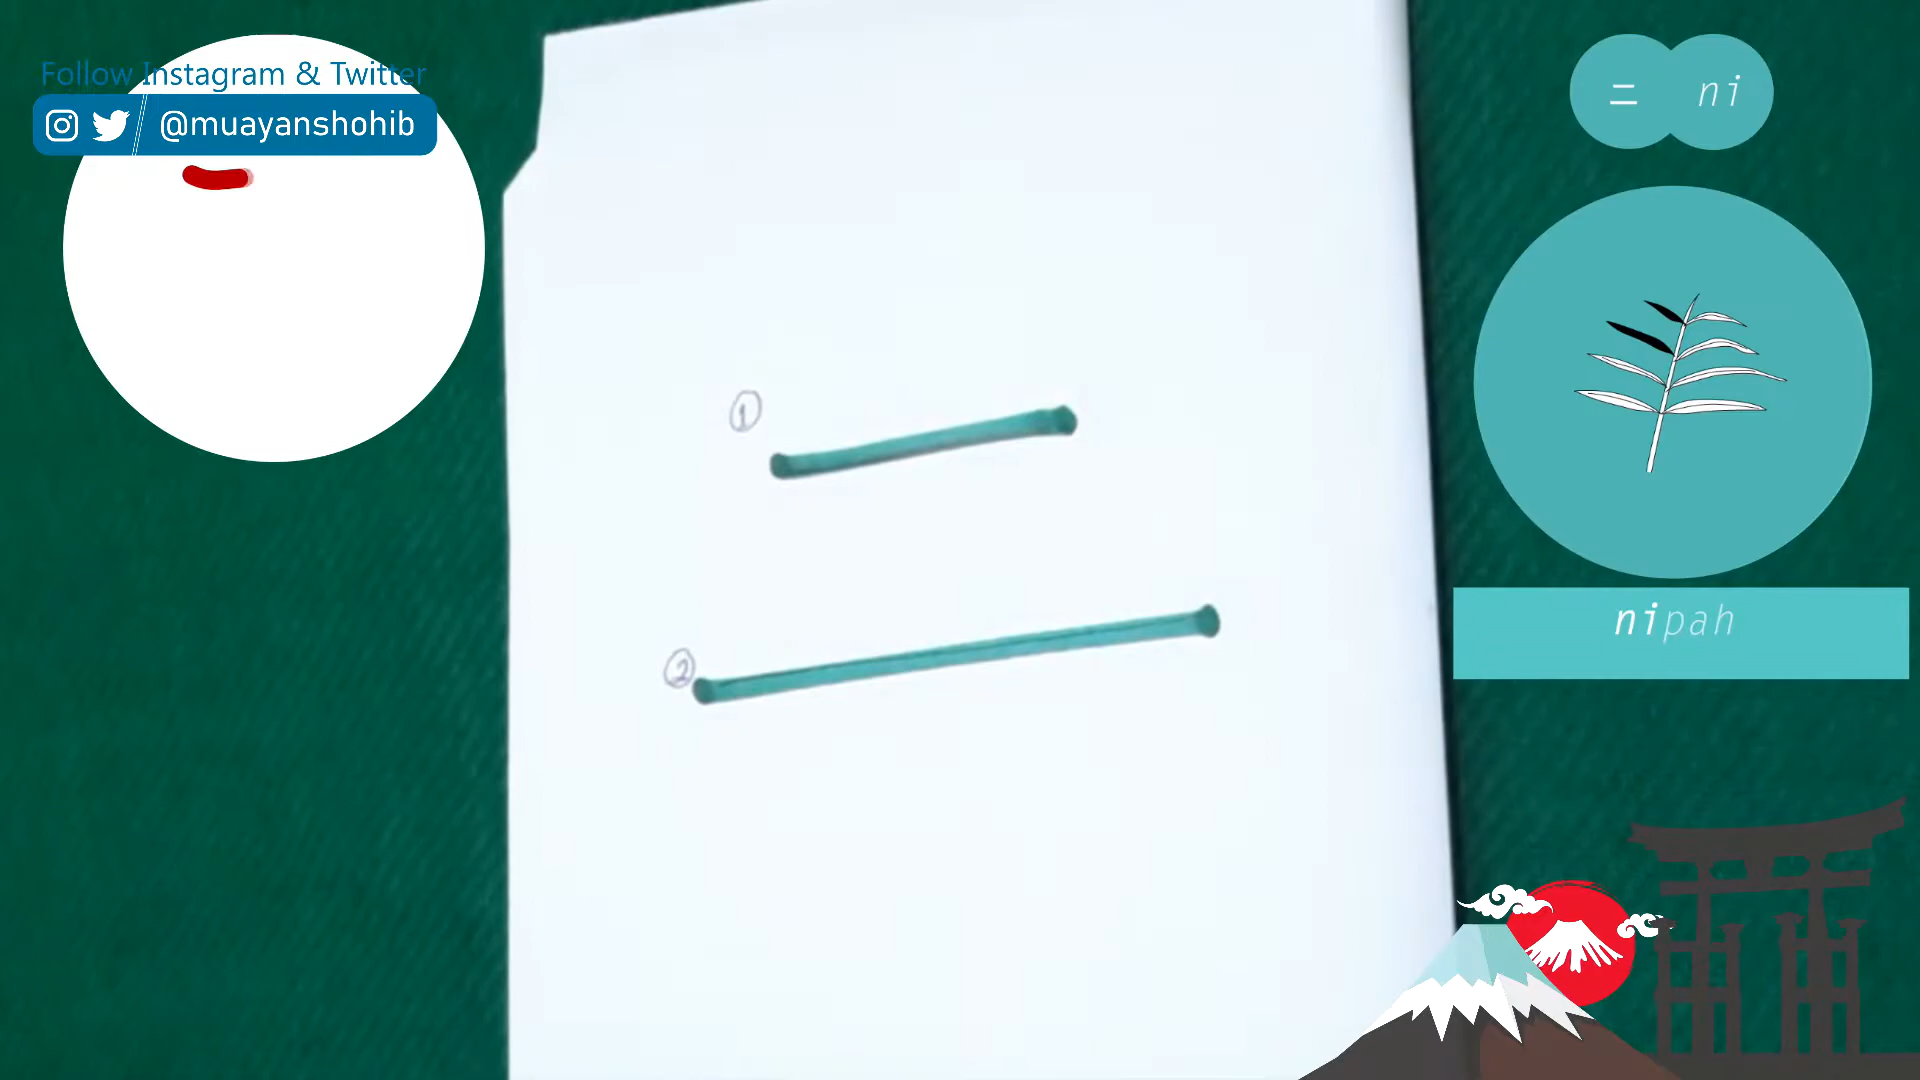 Follow Instagram & Twitter
@muayanshohib
ニ ni
①
②
nipah